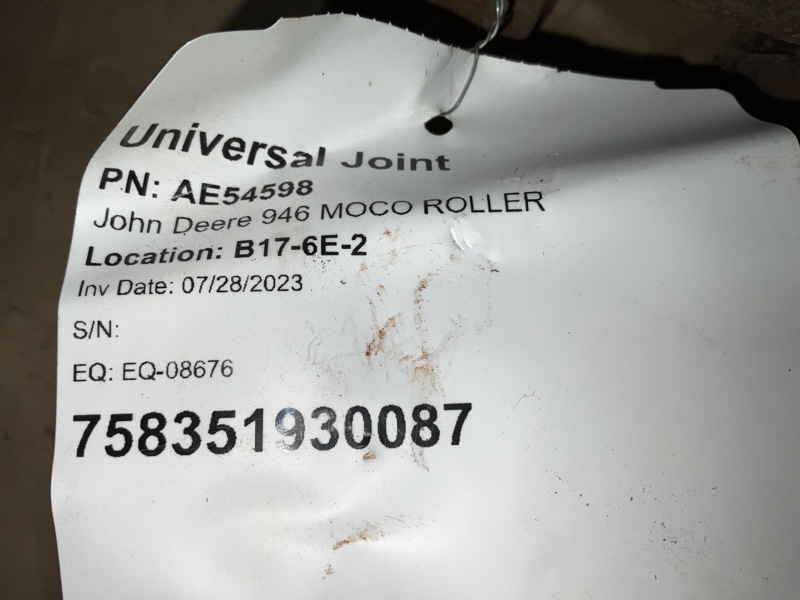 Universal Joint
PN: AE54598
John Deere 946 MOCO ROLLER
Location: B17-6E-2
Inv Date: 07/28/2023
S/N:
EQ: EQ-08676
758351930087